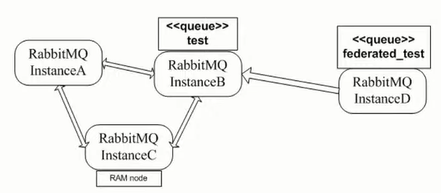 <<queue>>
test
<<queue>>
federated_test
RabbitMQ
InstanceA
RabbitMQ
InstanceB
RabbitMQ
InstanceD
RabbitMQ
InstanceC
RAM node